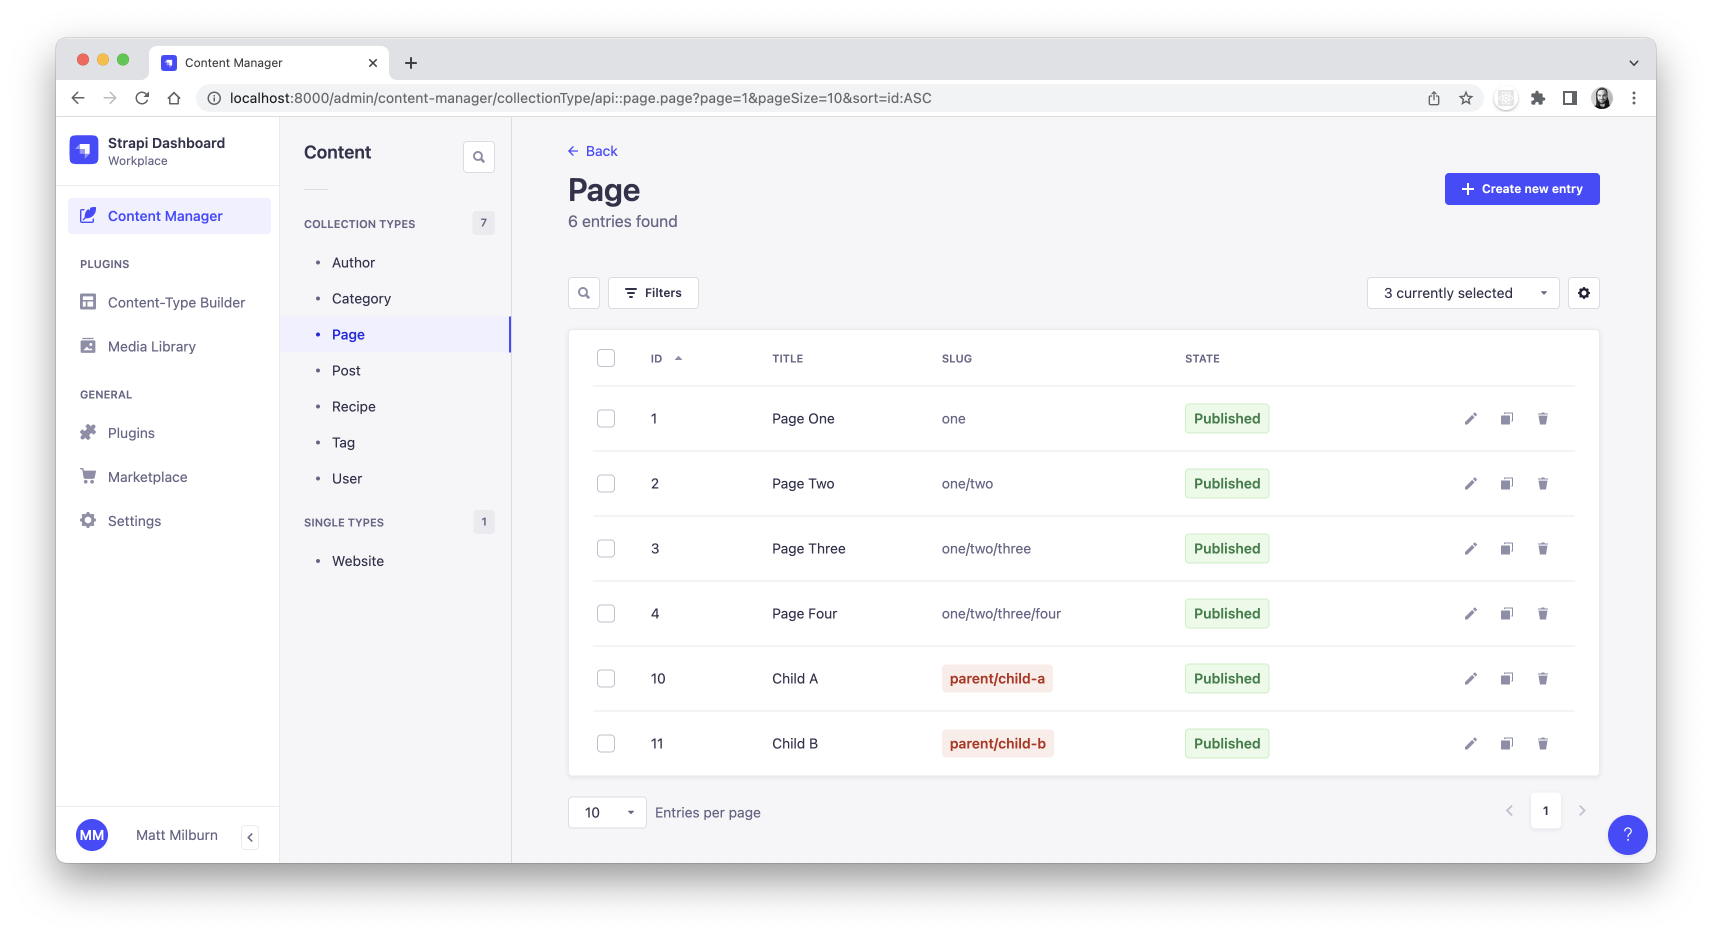 Content Manager
localhost:8000/admin/content-manager/collectionType/api::page.page?page=1&pageSize=10&sort=id:ASC
Strapi Dashboard
Workplace
Content Manager
PLUGINS
Content-Type Builder
Media Library
GENERAL
Plugins
Marketplace
Settings
MM Matt Milburn
Content
COLLECTION TYPES 7
Author
Category
Page
Post
Recipe
Tag
User
SINGLE TYPES 1
Website
Back
Page
6 entries found
Create new entry
Filters
3 currently selected
ID TITLE SLUG STATE
1 Page One one Published
2 Page Two one/two Published
3 Page Three one/two/three Published
4 Page Four one/two/three/four Published
10 Child A parent/child-a Published
11 Child B parent/child-b Published
10 Entries per page
1
?